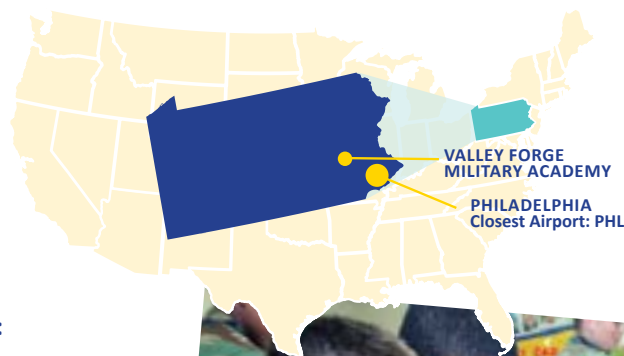 VALLEY FORGE
MILITARY ACADEMY
PHILADELPHIA
Closest Airport: PHL
: